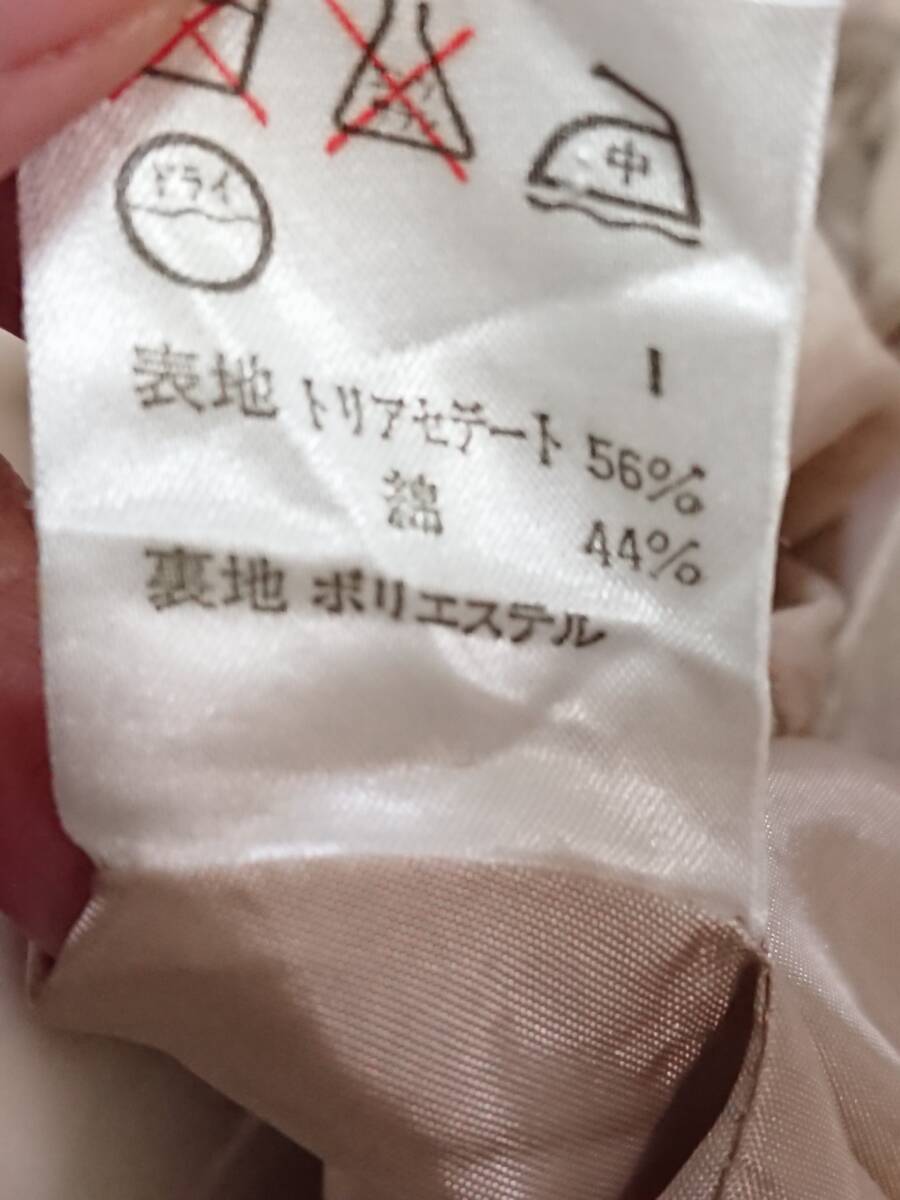 中
ドライ
I
表地 トリアセテート 56%
綿 44%
裏地 ポリエステル